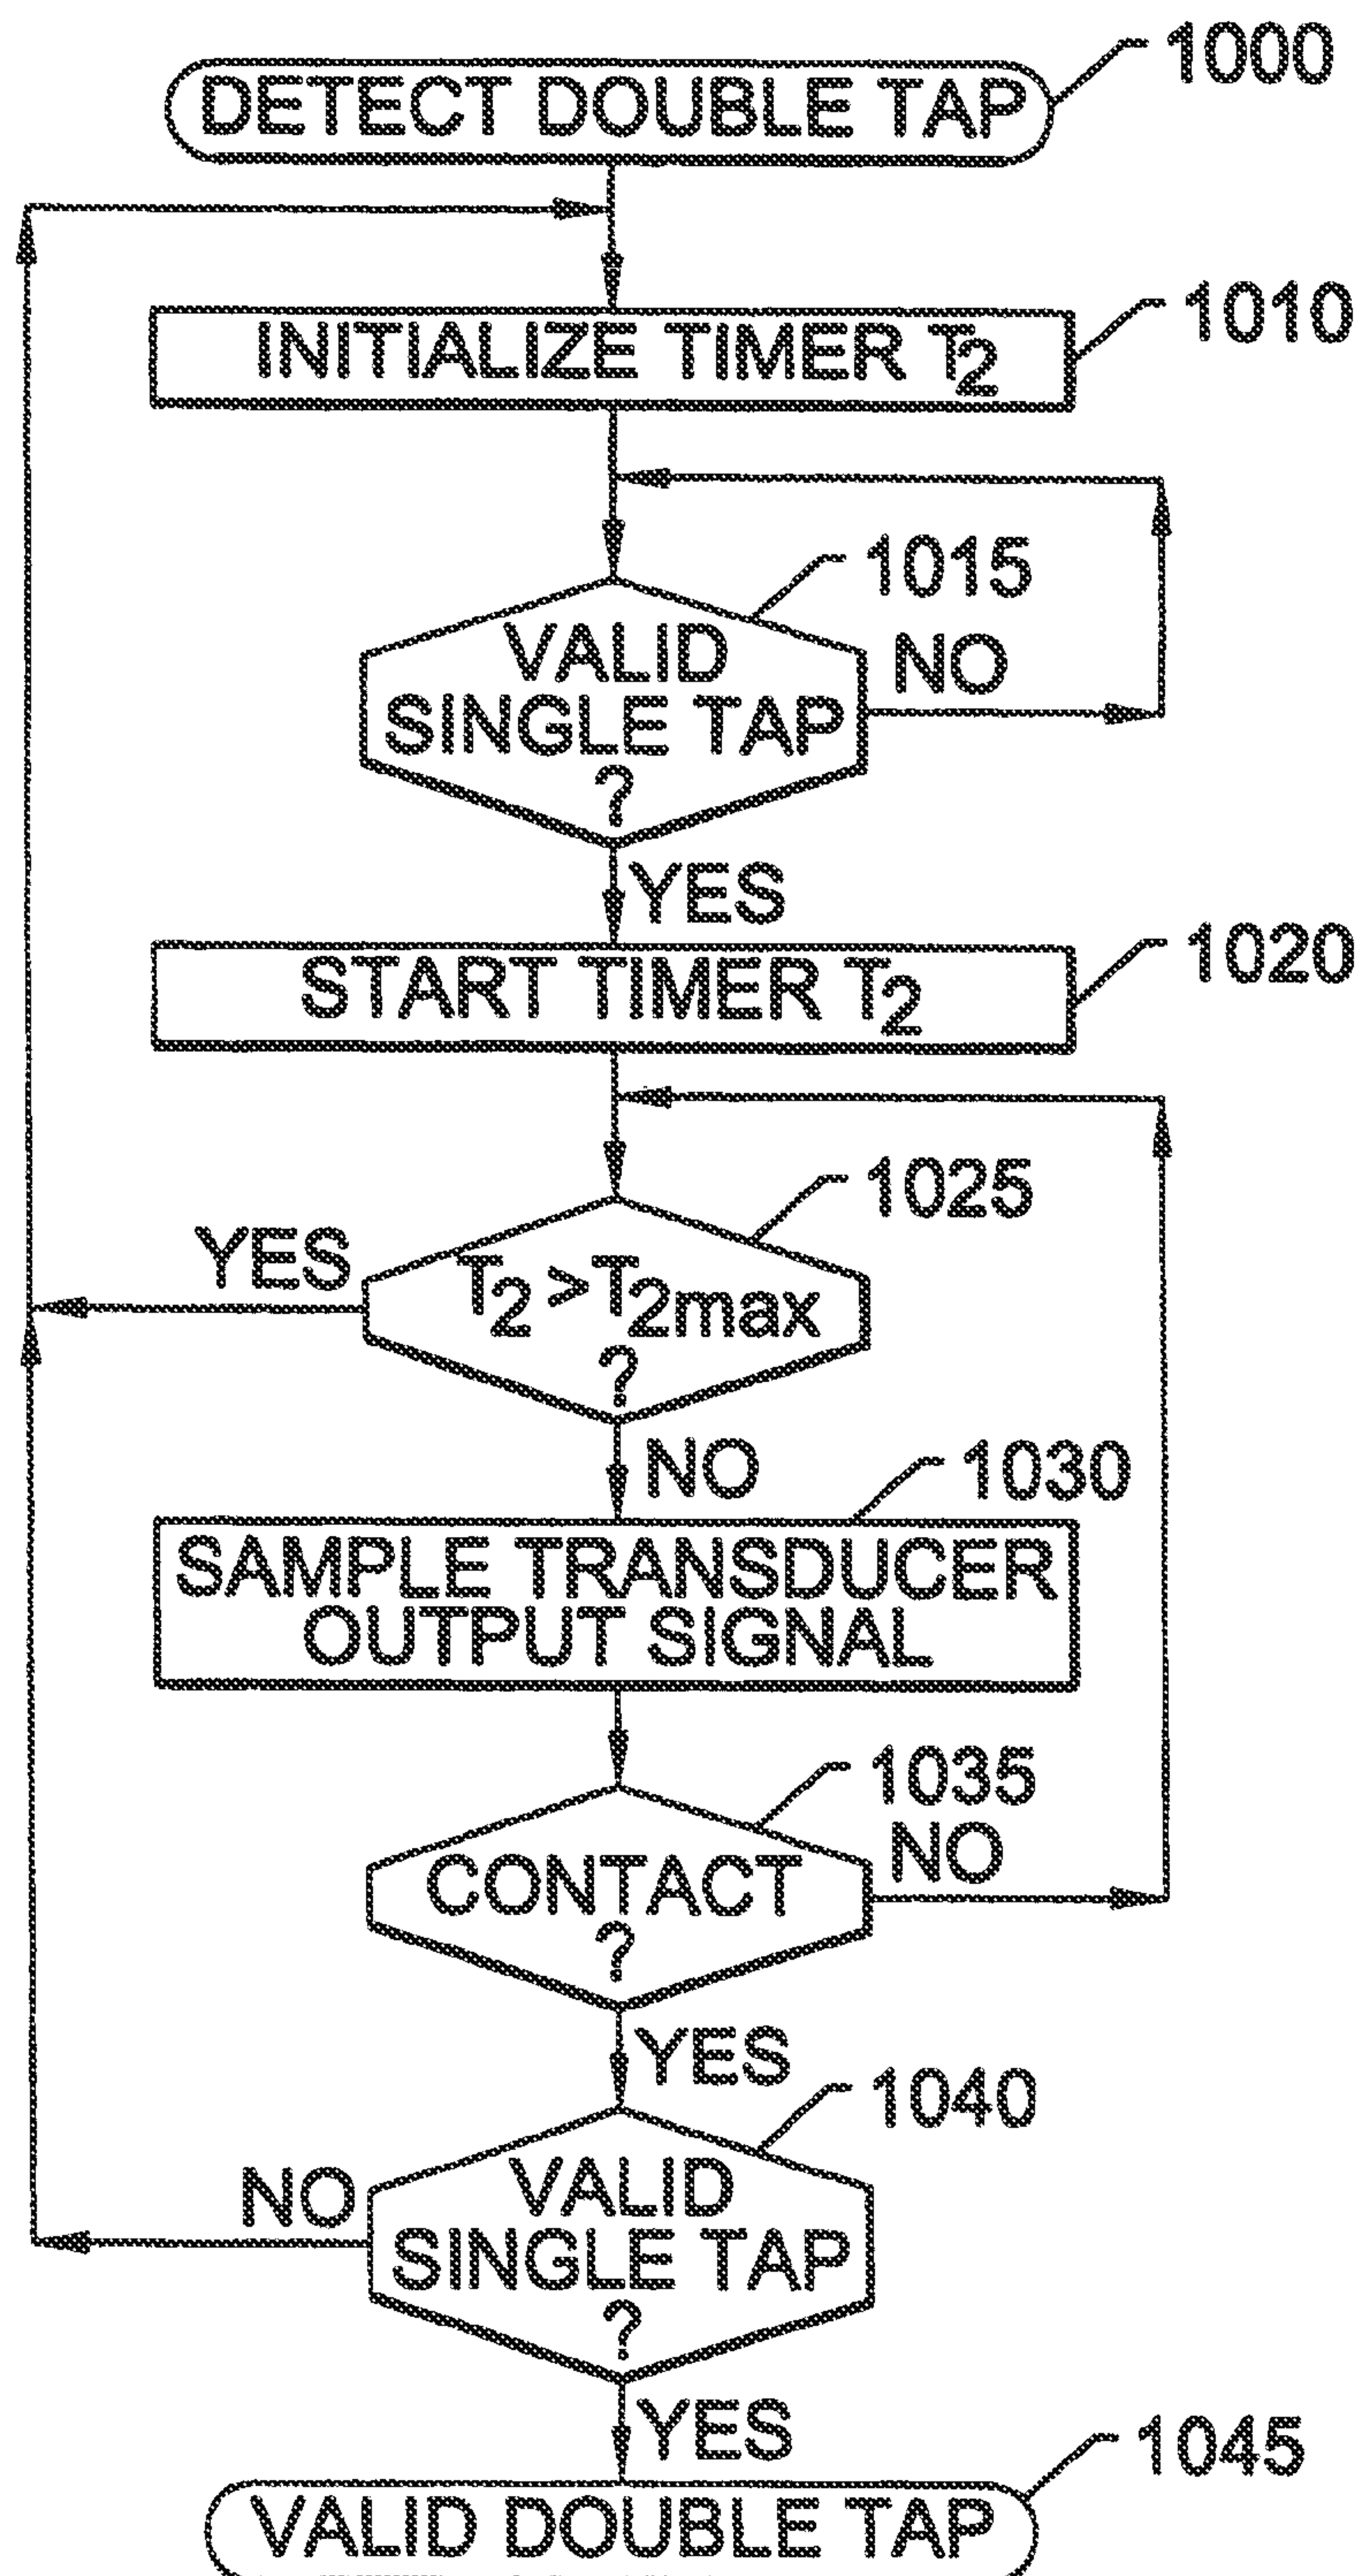 1000
DETECT DOUBLE TAP
1010
INITIALIZE TIMER T2
1015
VALID
NO
SINGLE TAP
?
YES
1020
START TIMER T2
1025
YES
T2 >T2max
?
NO
1030
SAMPLE TRANSDUCER
OUTPUT SIGNAL
1035
NO
CONTACT
?
YES
1040
NO
VALID
SINGLE TAP
?
YES
1045
VALID DOUBLE TAP